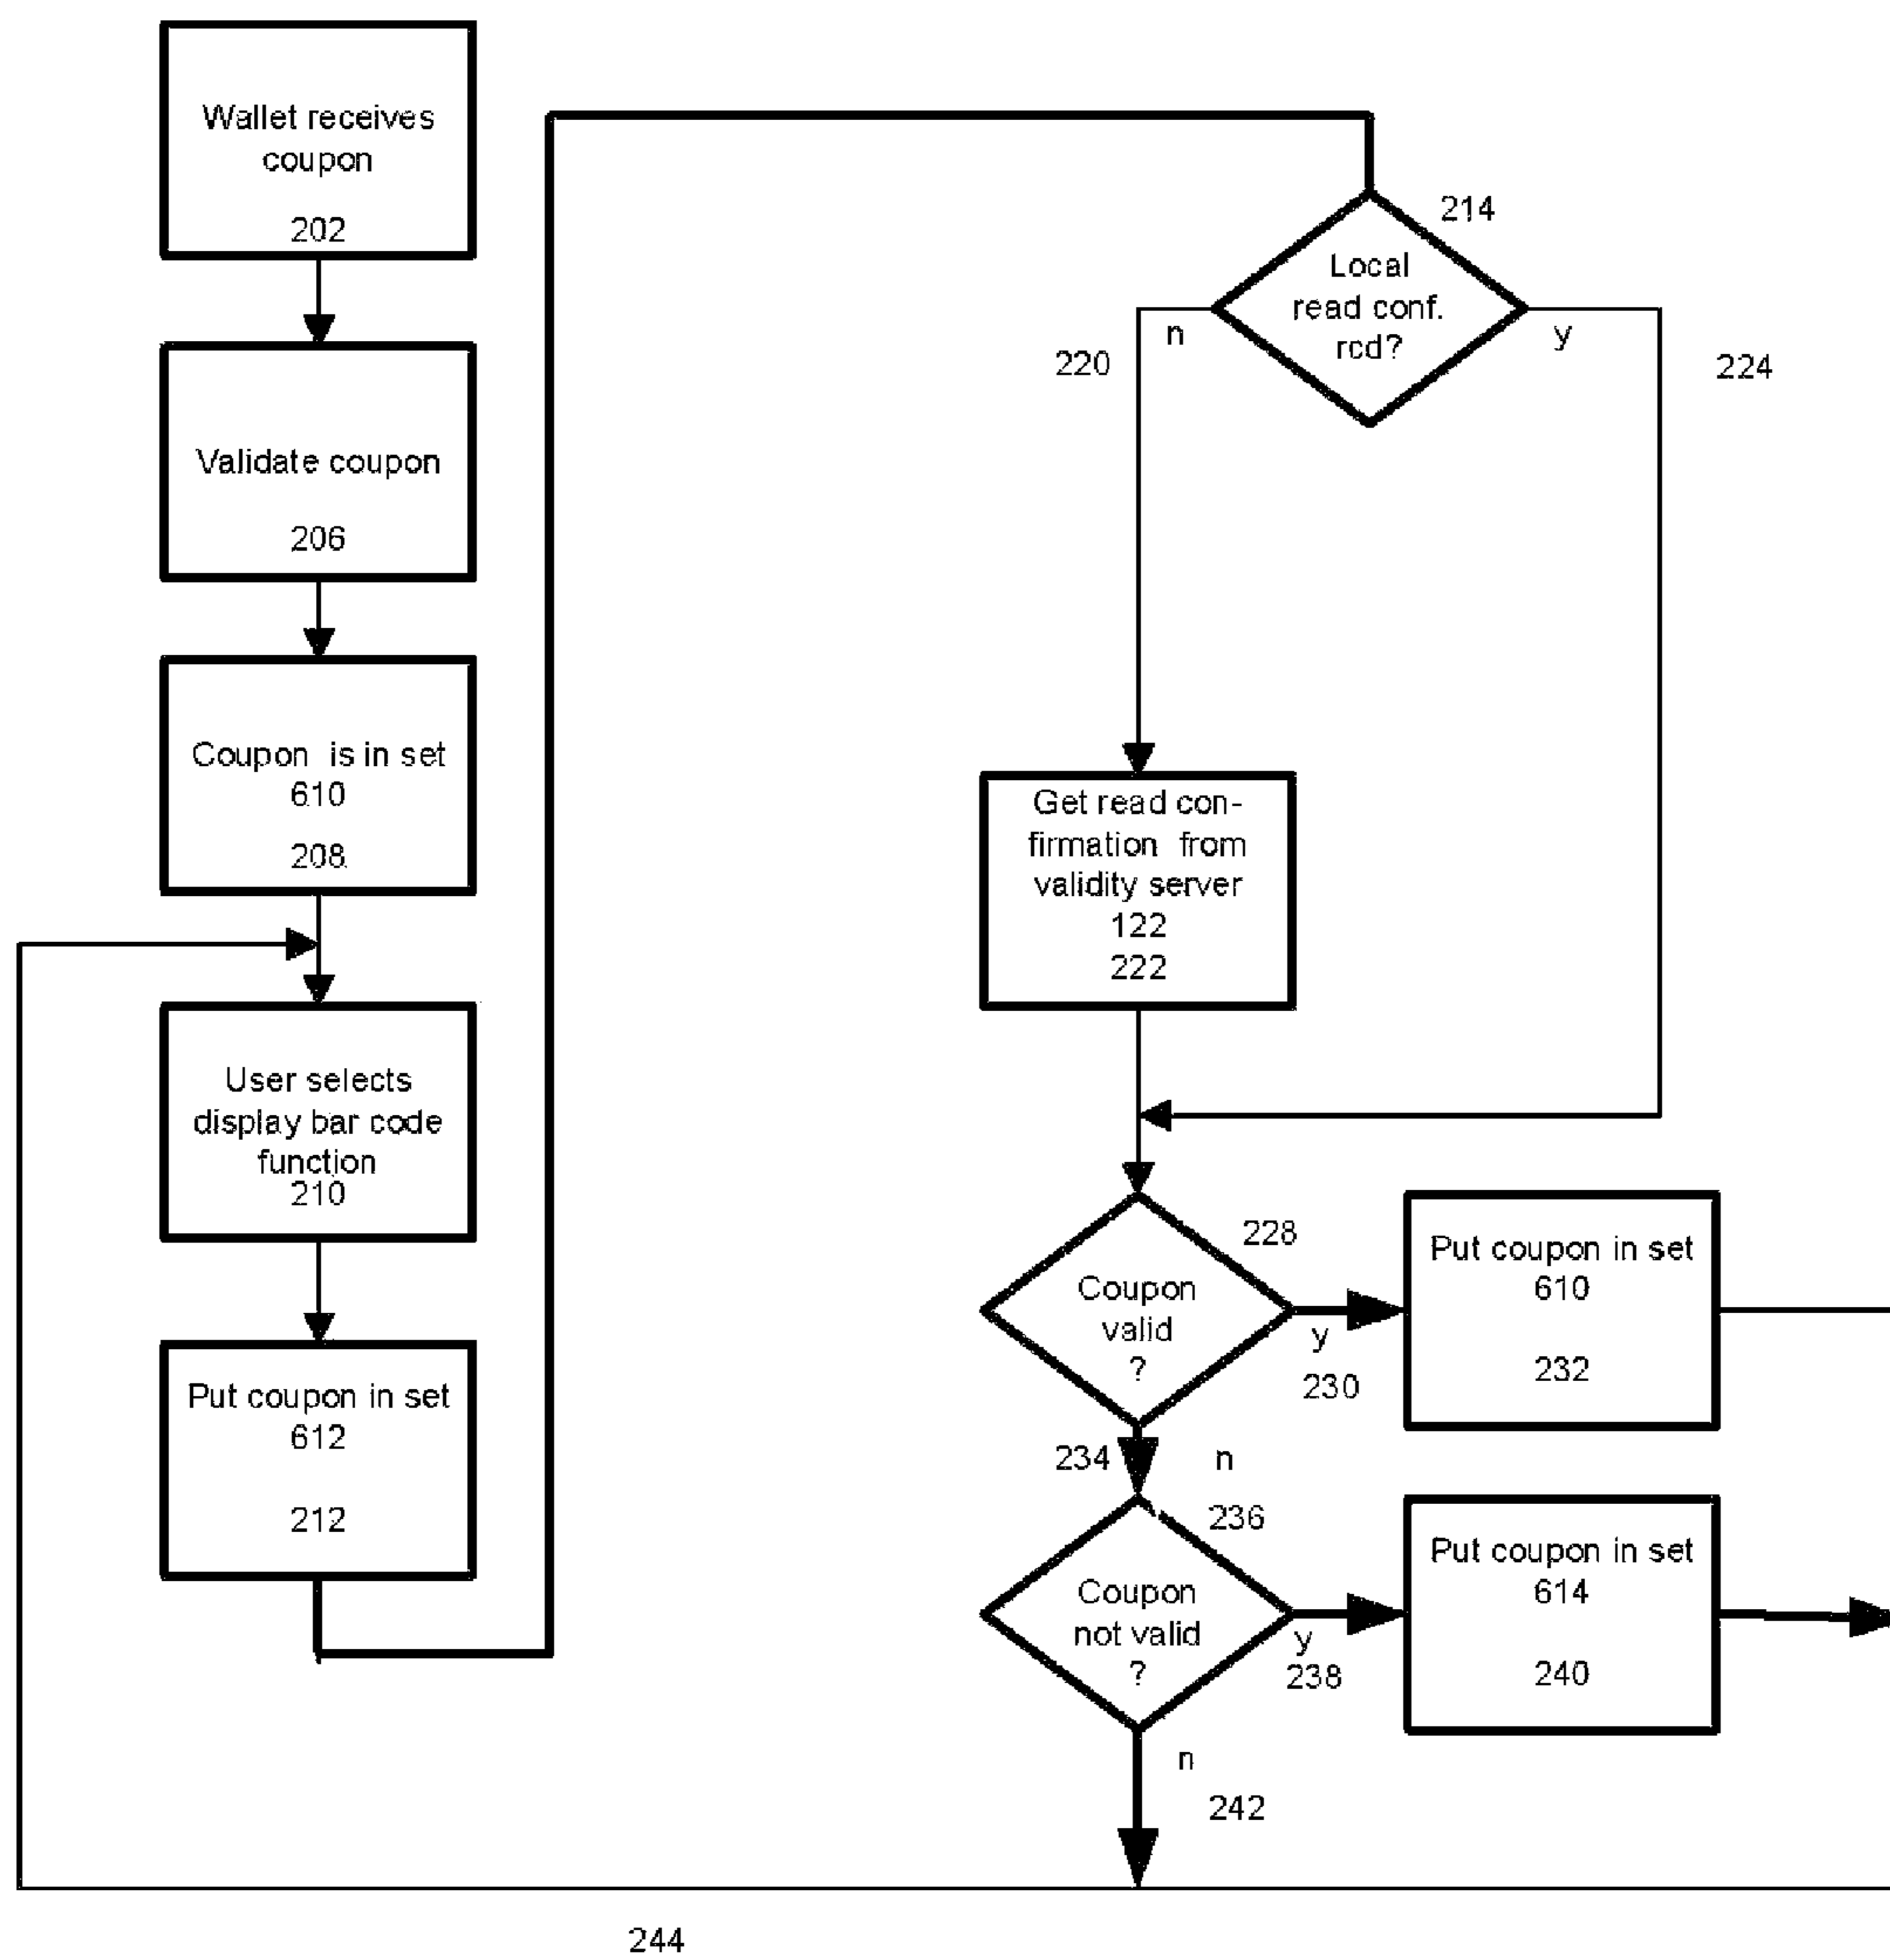 Wallet receives
coupon
202
Validate coupon
206
Coupon is in set
610
208
User selects
display bar code
function
210
Put coupon in set
612
212
214
Local
read conf.
rcd?
n
y
220
224
Get read con-
firmation from
validity server
122
222
228
Coupon
valid
?
y
230
Put coupon in set
610
232
234
n
236
Coupon
not valid
?
y
238
Put coupon in set
614
240
n
242
244